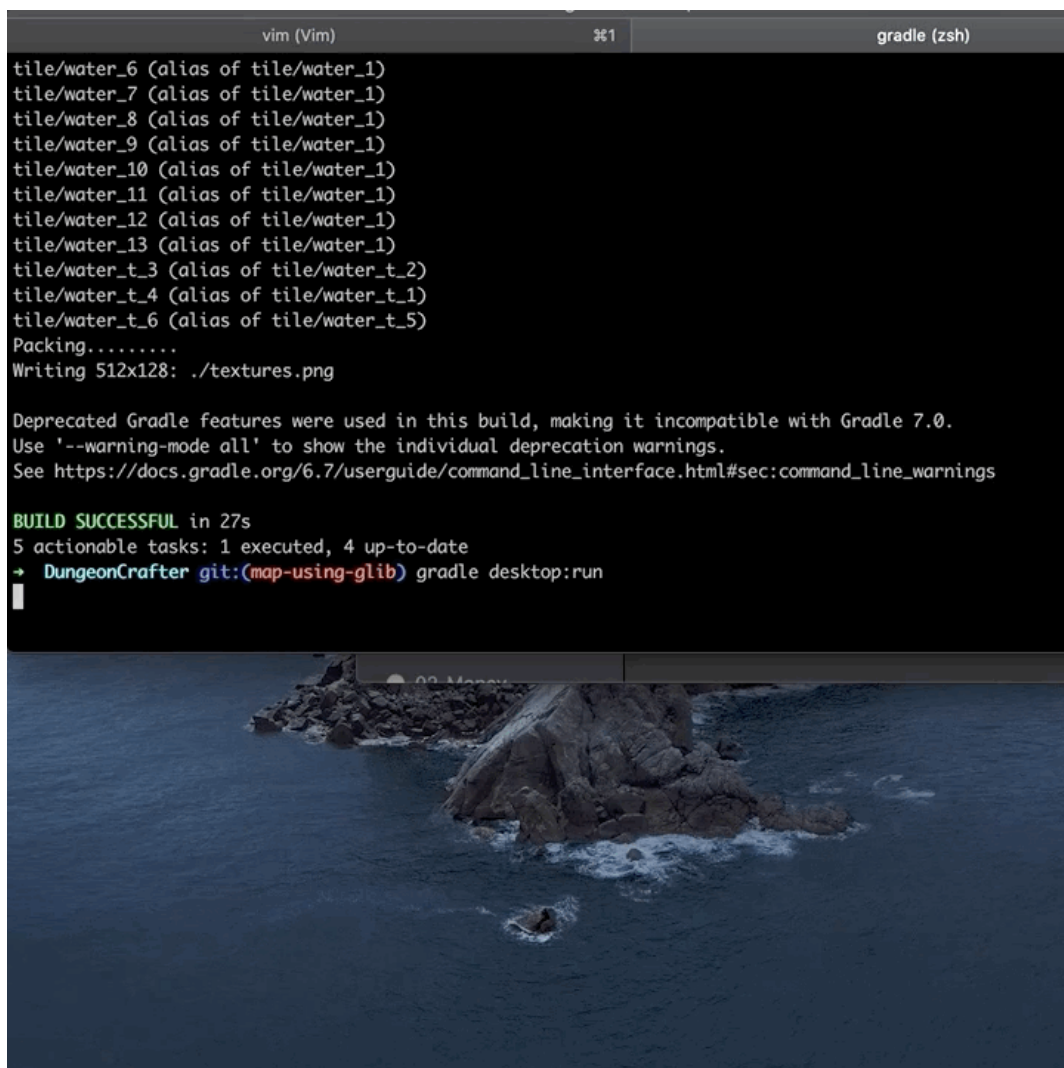 vim (Vim) ⌘1 gradle (zsh)
tile/water_6 (alias of tile/water_1)
tile/water_7 (alias of tile/water_1)
tile/water_8 (alias of tile/water_1)
tile/water_9 (alias of tile/water_1)
tile/water_10 (alias of tile/water_1)
tile/water_11 (alias of tile/water_1)
tile/water_12 (alias of tile/water_1)
tile/water_13 (alias of tile/water_1)
tile/water_t_3 (alias of tile/water_t_2)
tile/water_t_4 (alias of tile/water_t_1)
tile/water_t_6 (alias of tile/water_t_5)
Packing.........
Writing 512x128: ./textures.png
Deprecated Gradle features were used in this build, making it incompatible with Gradle 7.0.
Use '--warning-mode all' to show the individual deprecation warnings.
See https://docs.gradle.org/6.7/userguide/command_line_interface.html#sec:command_line_warnings
BUILD SUCCESSFUL in 27s
5 actionable tasks: 1 executed, 4 up-to-date
→ DungeonCrafter git:(map-using-glib) gradle desktop:run
02 Money